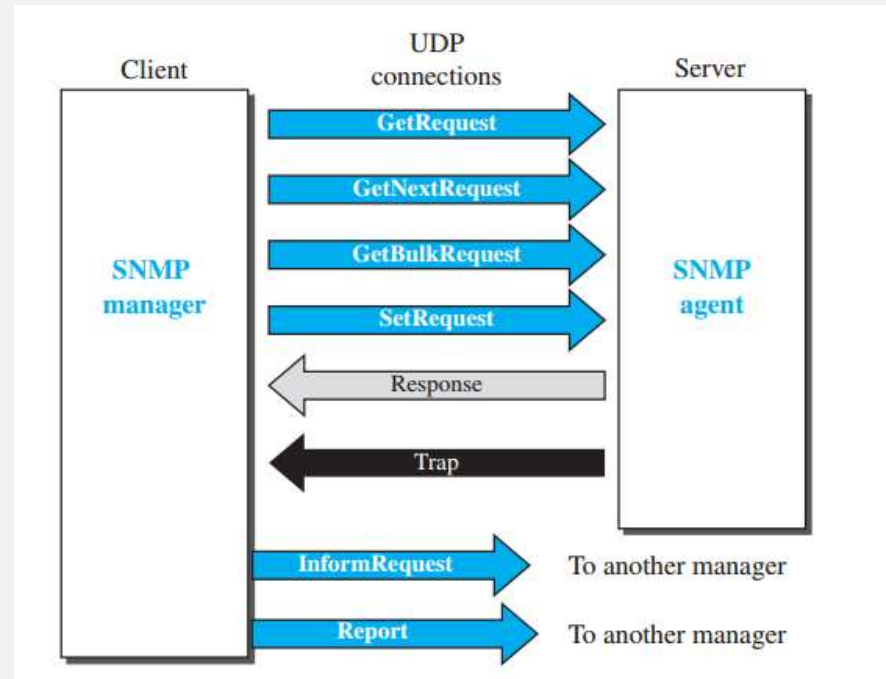 UDP
connections
Client
Server
GetRequest
GetNextRequest
GetBulkRequest
SetRequest
SNMP
manager
SNMP
agent
Response
Trap
InformRequest
To another manager
Report
To another manager